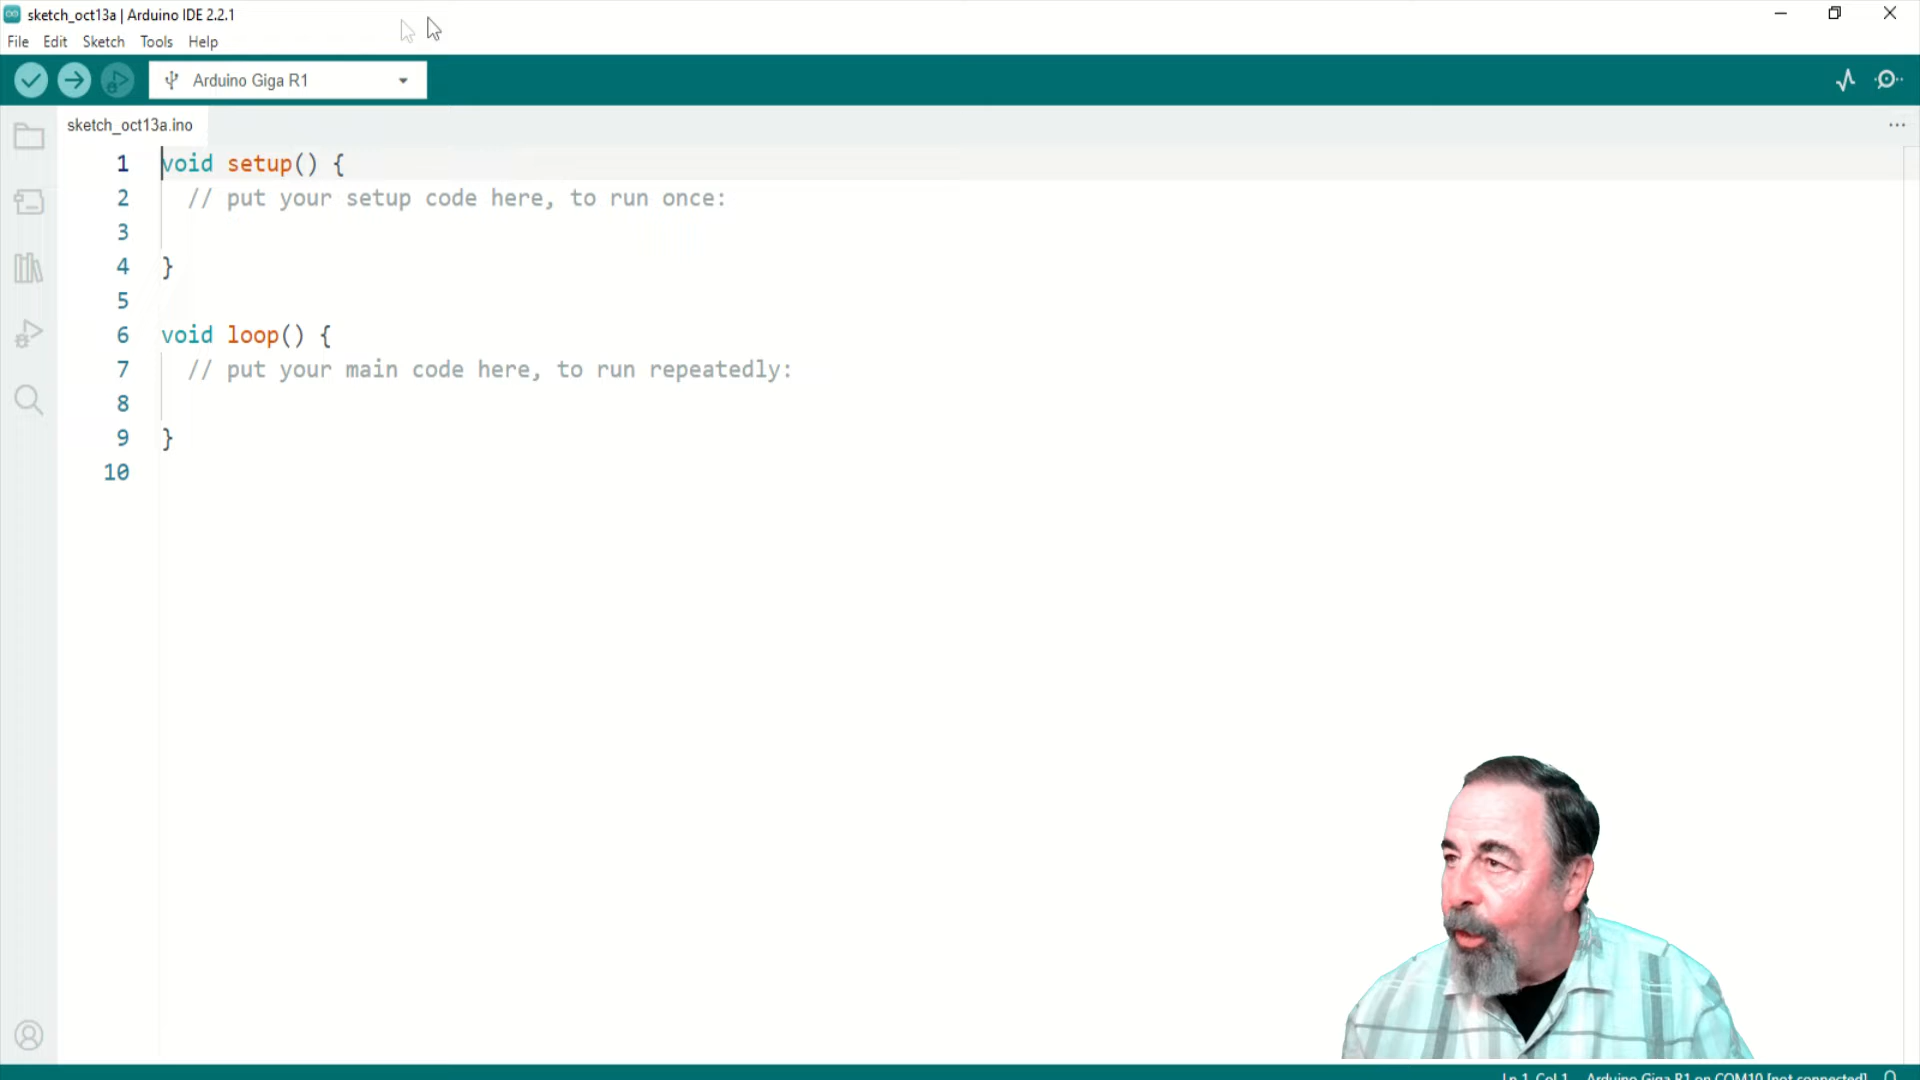 sketch_oct13a | Arduino IDE 2.2.1
File Edit Sketch Tools Help
Arduino Giga R1
sketch_oct13a.ino
1 void setup() {
2 // put your setup code here, to run once:
3
4 }
5
6 void loop() {
7 // put your main code here, to run repeatedly:
8
9 }
10
Ln 1, Col 1 Arduino Giga R1 on COM10 [not connected]